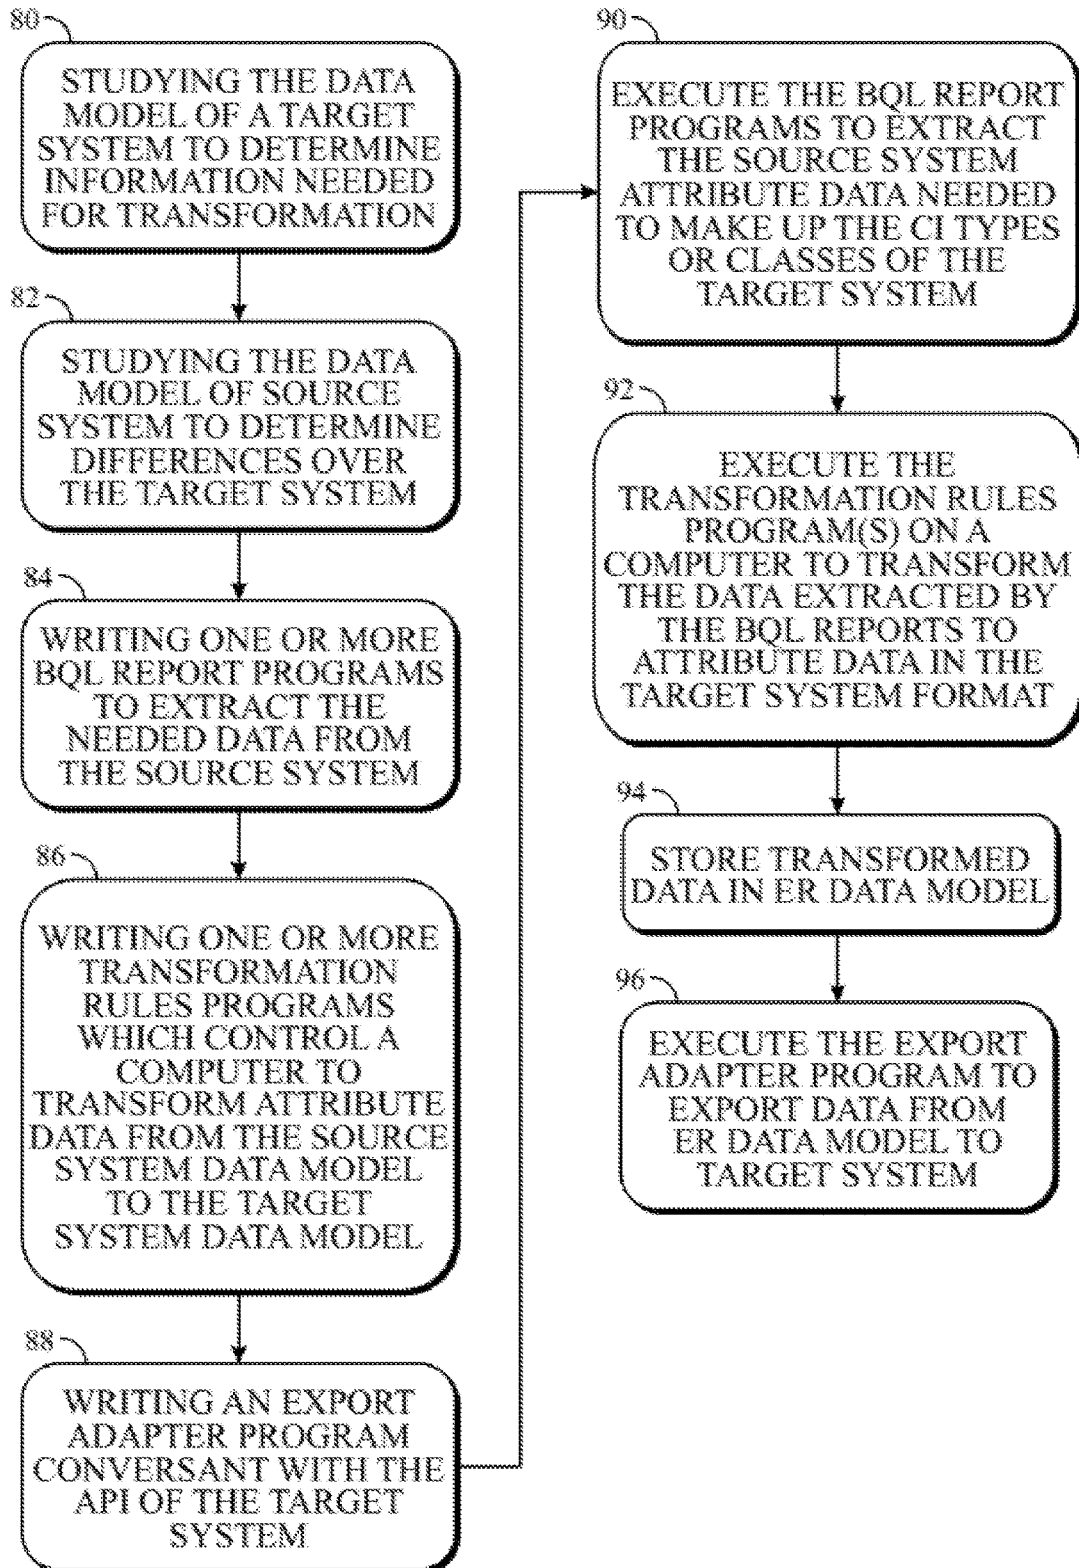 80
STUDYING THE DATA
MODEL OF A TARGET
SYSTEM TO DETERMINE
INFORMATION NEEDED
FOR TRANSFORMATION
82
STUDYING THE DATA
MODEL OF SOURCE
SYSTEM TO DETERMINE
DIFFERENCES OVER
THE TARGET SYSTEM
84
WRITING ONE OR MORE
BQL REPORT PROGRAMS
TO EXTRACT THE
NEEDED DATA FROM
THE SOURCE SYSTEM
86
WRITING ONE OR MORE
TRANSFORMATION
RULES PROGRAMS
WHICH CONTROL A
COMPUTER TO
TRANSFORM ATTRIBUTE
DATA FROM THE SOURCE
SYSTEM DATA MODEL
TO THE TARGET
SYSTEM DATA MODEL
88
WRITING AN EXPORT
ADAPTER PROGRAM
CONVERSANT WITH THE
API OF THE TARGET
SYSTEM
90
EXECUTE THE BQL REPORT
PROGRAMS TO EXTRACT
THE SOURCE SYSTEM
ATTRIBUTE DATA NEEDED
TO MAKE UP THE CI TYPES
OR CLASSES OF THE
TARGET SYSTEM
92
EXECUTE THE
TRANSFORMATION RULES
PROGRAM(S) ON A
COMPUTER TO TRANSFORM
THE DATA EXTRACTED BY
THE BQL REPORTS TO
ATTRIBUTE DATA IN THE
TARGET SYSTEM FORMAT
94
STORE TRANSFORMED
DATA IN ER DATA MODEL
96
EXECUTE THE EXPORT
ADAPTER PROGRAM TO
EXPORT DATA FROM
ER DATA MODEL TO
TARGET SYSTEM